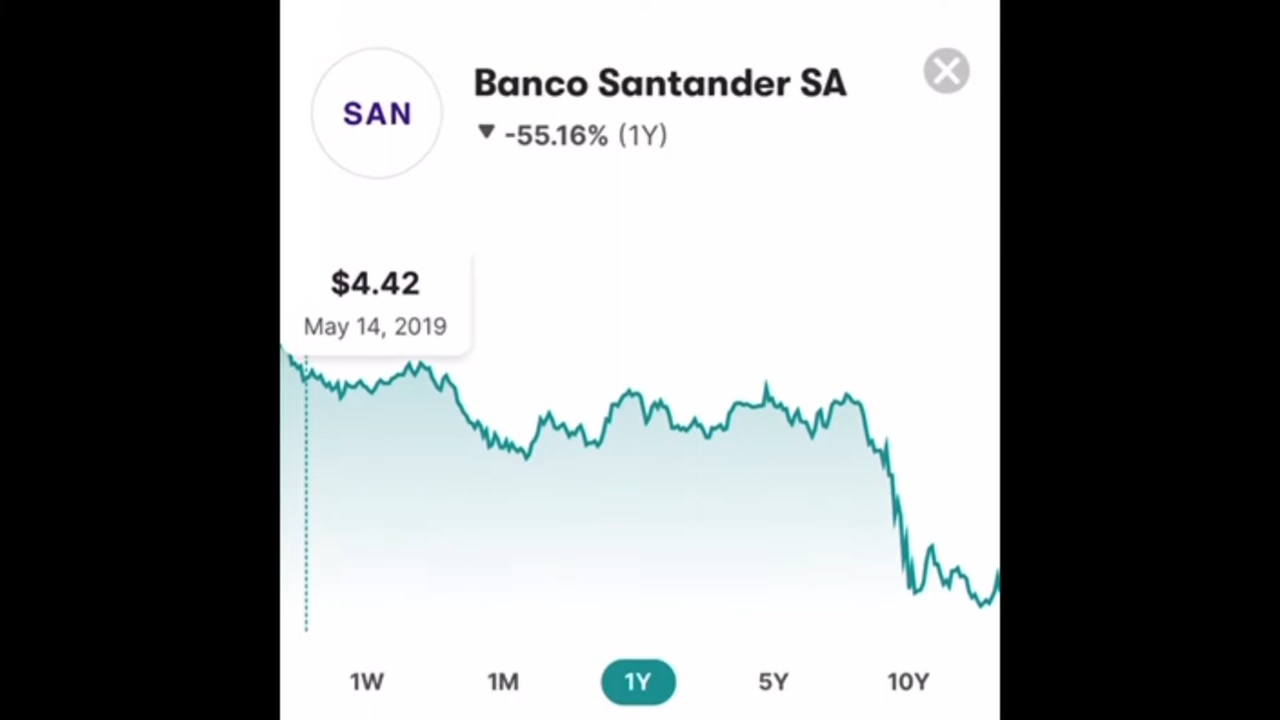 SAN
Banco Santander SA
▼ -55.16% (1Y)
$4.42
May 14, 2019
1W 1M 1Y 5Y 10Y